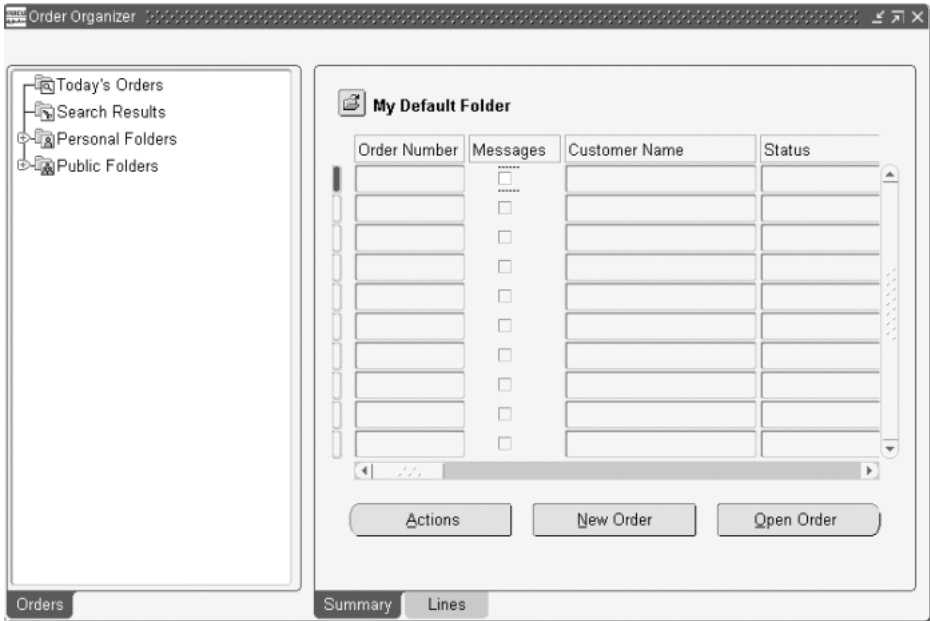 Order Organizer
Today's Orders
Search Results
Personal Folders
Public Folders
My Default Folder
Order Number Messages Customer Name Status
Actions New Order Open Order
Orders Summary Lines